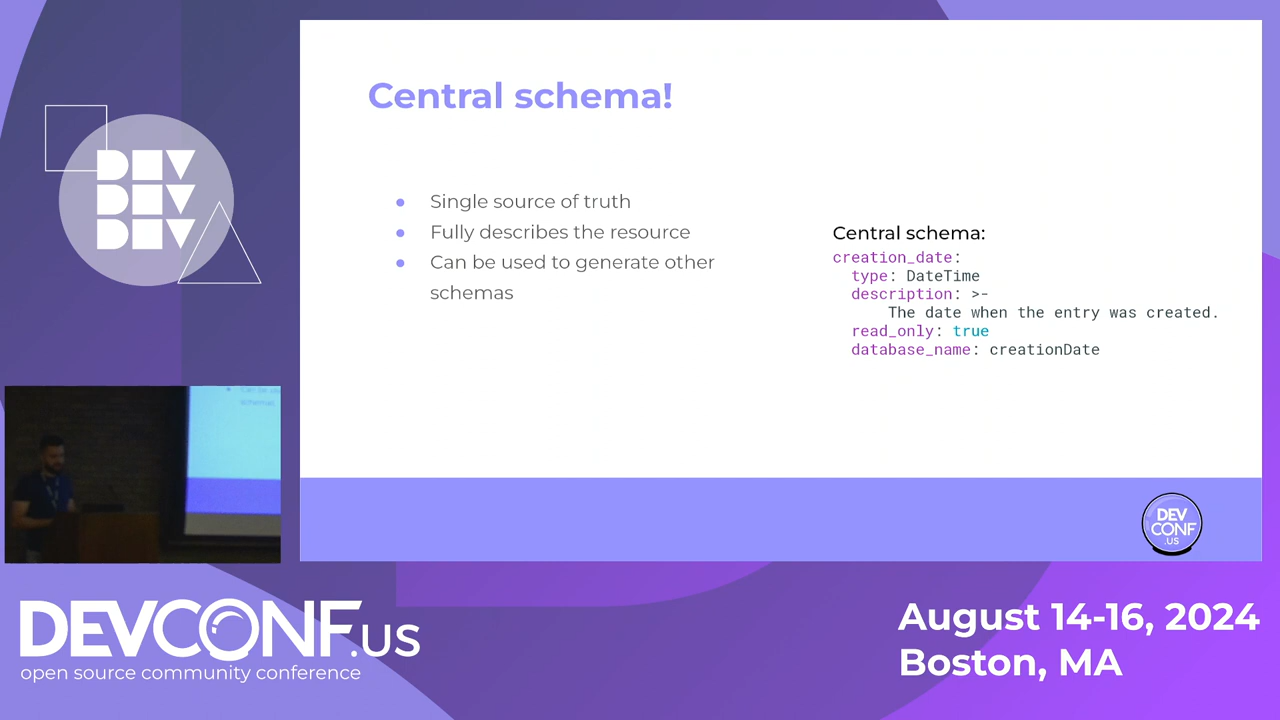 DEV
DEV
DEV
Central schema!
Single source of truth
Fully describes the resource
Can be used to generate other
schemas
Central schema:
creation_date:
type: DateTime
description: >-
The date when the entry was created.
read_only: true
database_name: creationDate
DEV
CONF
.US
DEVCONF.US
open source community conference
August 14-16, 2024
Boston, MA